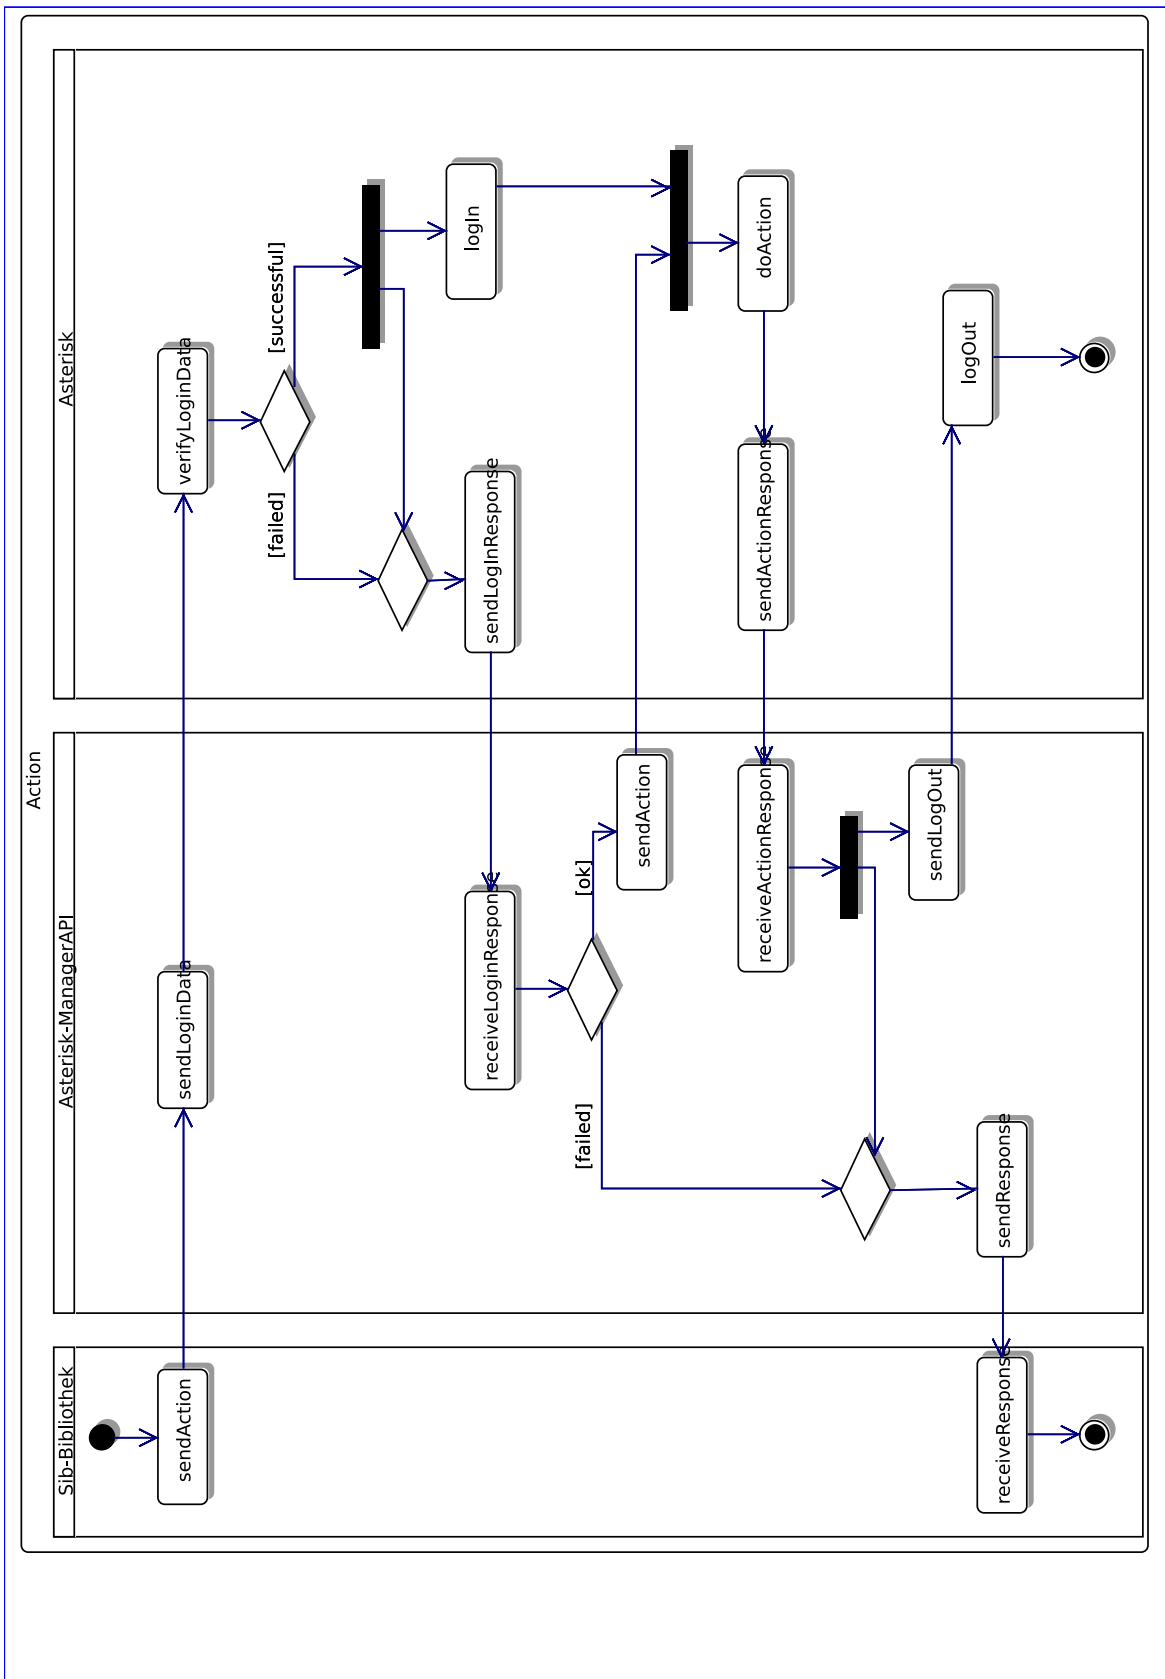 Action
Sib-Bibliothek
sendAction
receiveResponse
Asterisk-ManagerAPI
sendLoginData
receiveLoginResponse
[failed]
[ok]
sendAction
receiveActionResponse
sendLogOut
sendResponse
Asterisk
verifyLoginData
[failed]
[successful]
logIn
sendLogInResponse
doAction
sendActionResponse
logOut